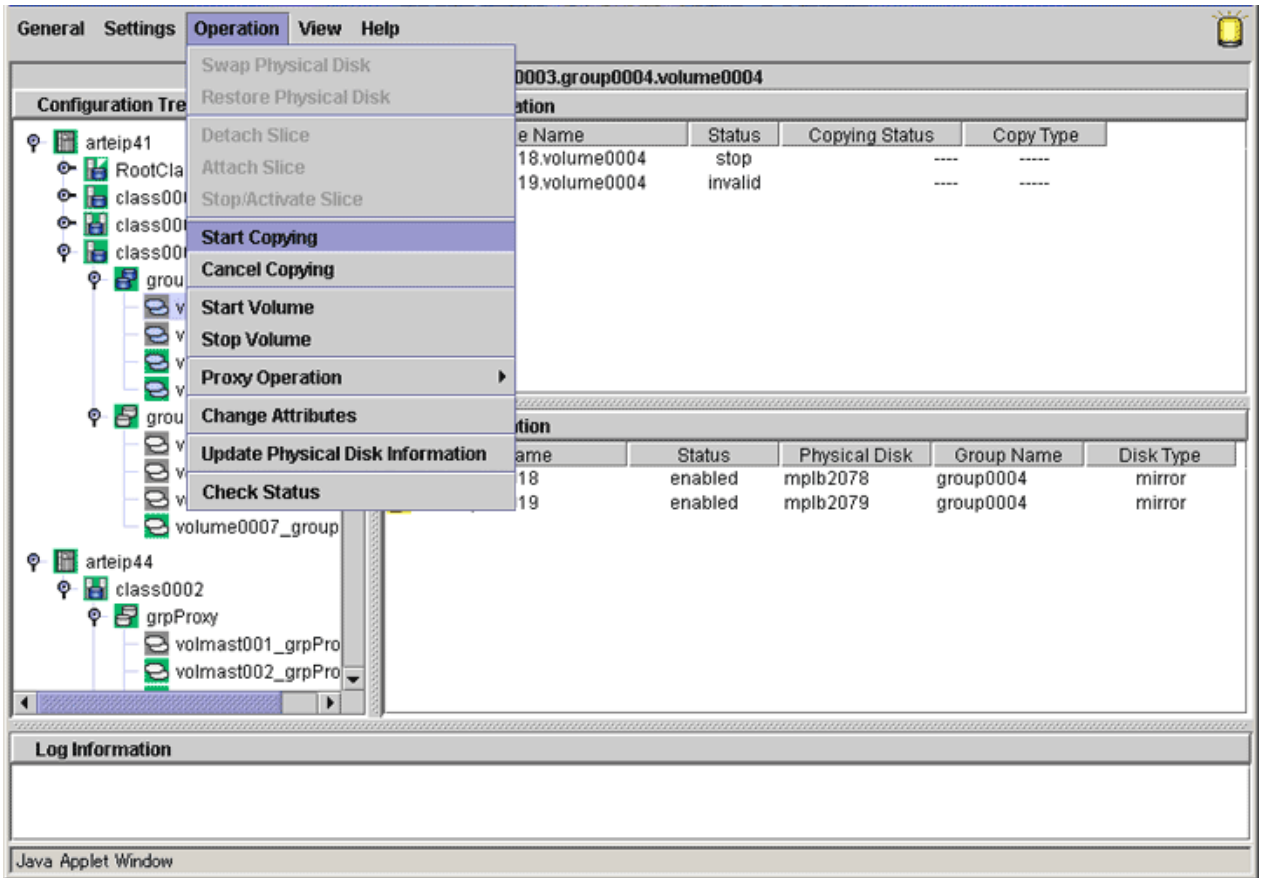 General Settings Operation View Help
Swap Physical Disk
Restore Physical Disk
Detach Slice
Attach Slice
Stop/Activate Slice
Start Copying
Cancel Copying
Start Volume
Stop Volume
Proxy Operation
Change Attributes
Update Physical Disk Information
Check Status
0003.group0004.volume0004
Configuration Tre
arteip41
RootCla
class00
class00
class00
grou
v
v
v
v
grou
v
v
v
volume0007_group
arteip44
class0002
grpProxy
volmast001_grpPro
volmast002_grpPro
ation
e Name Status Copying Status Copy Type
18.volume0004 stop ---- -----
19.volume0004 invalid ---- -----
tion
ame Status Physical Disk Group Name Disk Type
18 enabled mplb2078 group0004 mirror
19 enabled mplb2079 group0004 mirror
Log Information
Java Applet Window